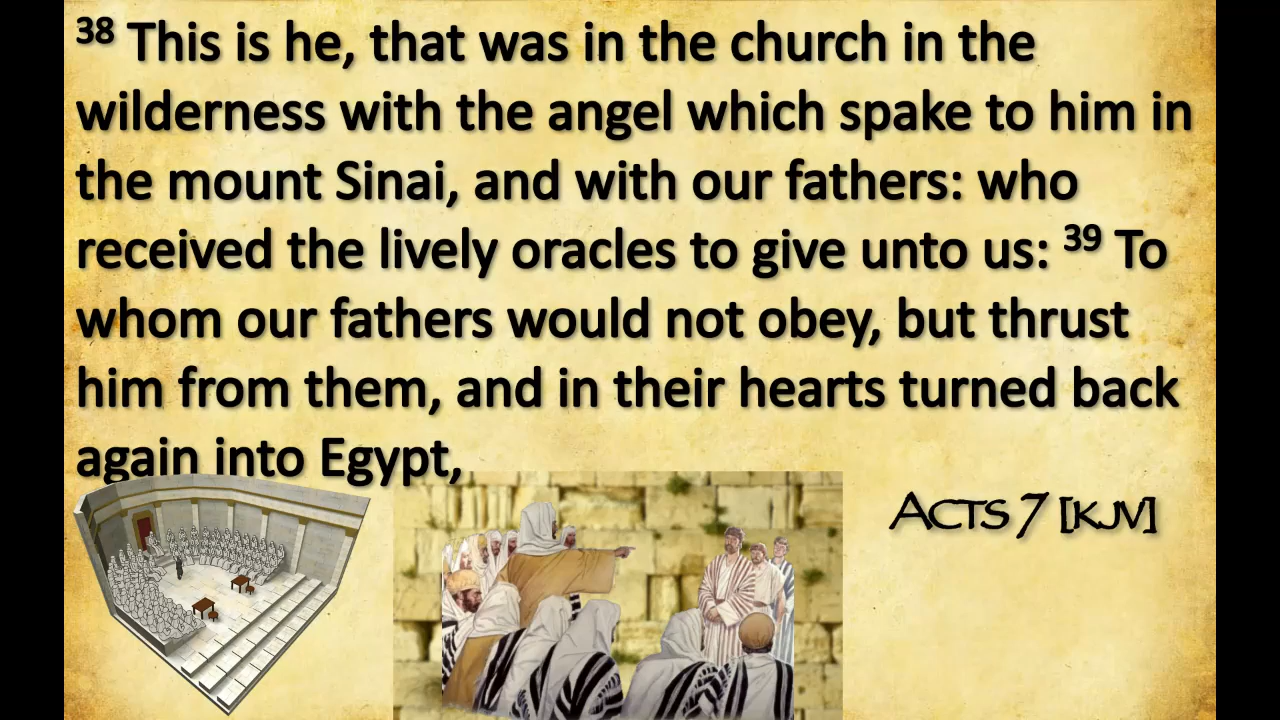 38 This is he, that was in the church in the
wilderness with the angel which spake to him in
the mount Sinai, and with our fathers: who
received the lively oracles to give unto us: 39 To
whom our fathers would not obey, but thrust
him from them, and in their hearts turned back
again into Egypt,
Acts 7 [KJV]